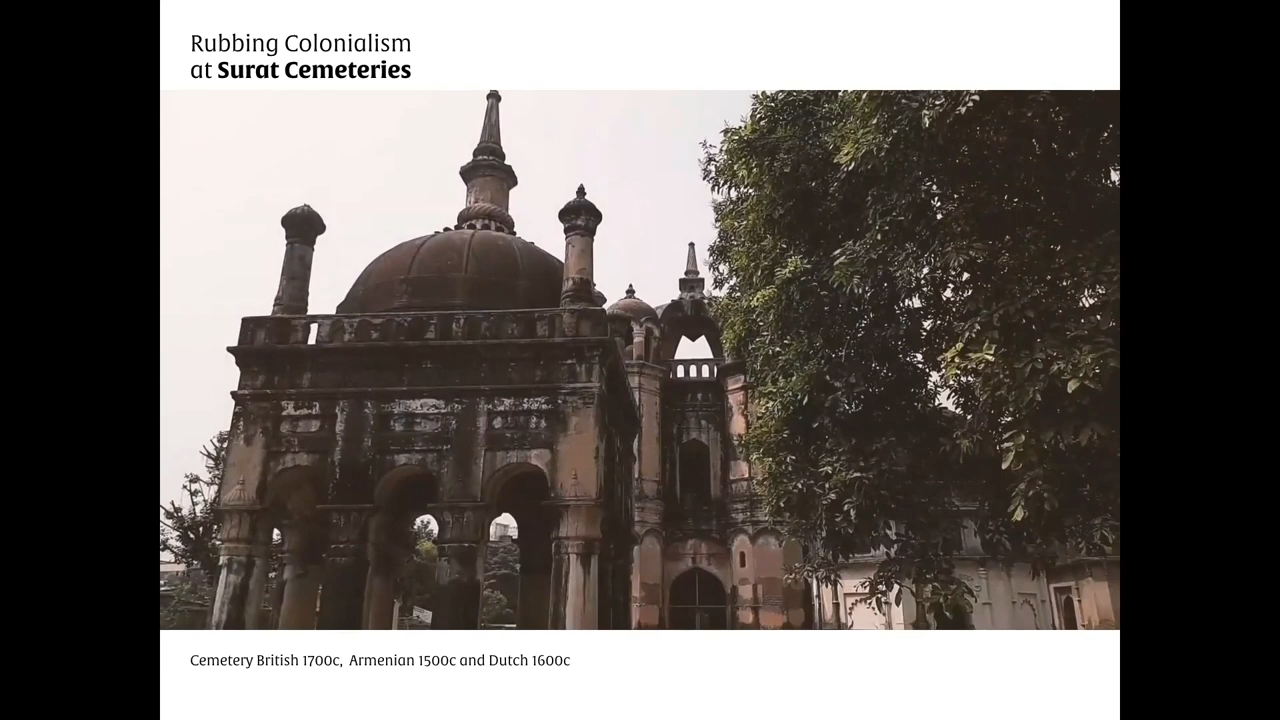 Rubbing Colonialism
at Surat Cemeteries
Cemetery British 1700c, Armenian 1500c and Dutch 1600c